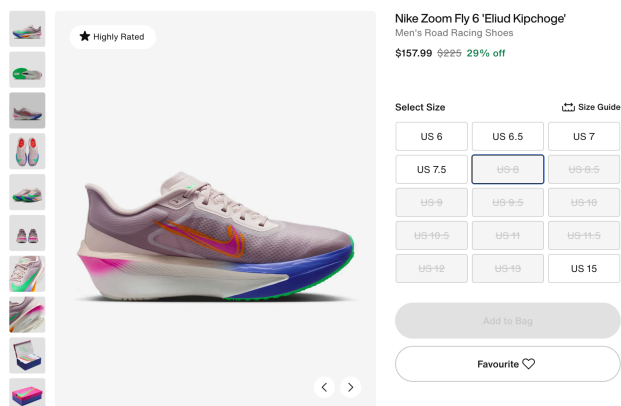 Highly Rated
Nike Zoom Fly 6 'Eliud Kipchoge'
Men's Road Racing Shoes
$157.99 $225 29% off
Select Size
Size Guide
US 6
US 6.5
US 7
US 7.5
US 8
US 8.5
US 9
US 9.5
US 10
US 10.5
US 11
US 11.5
US 12
US 13
US 15
Add to Bag
Favourite